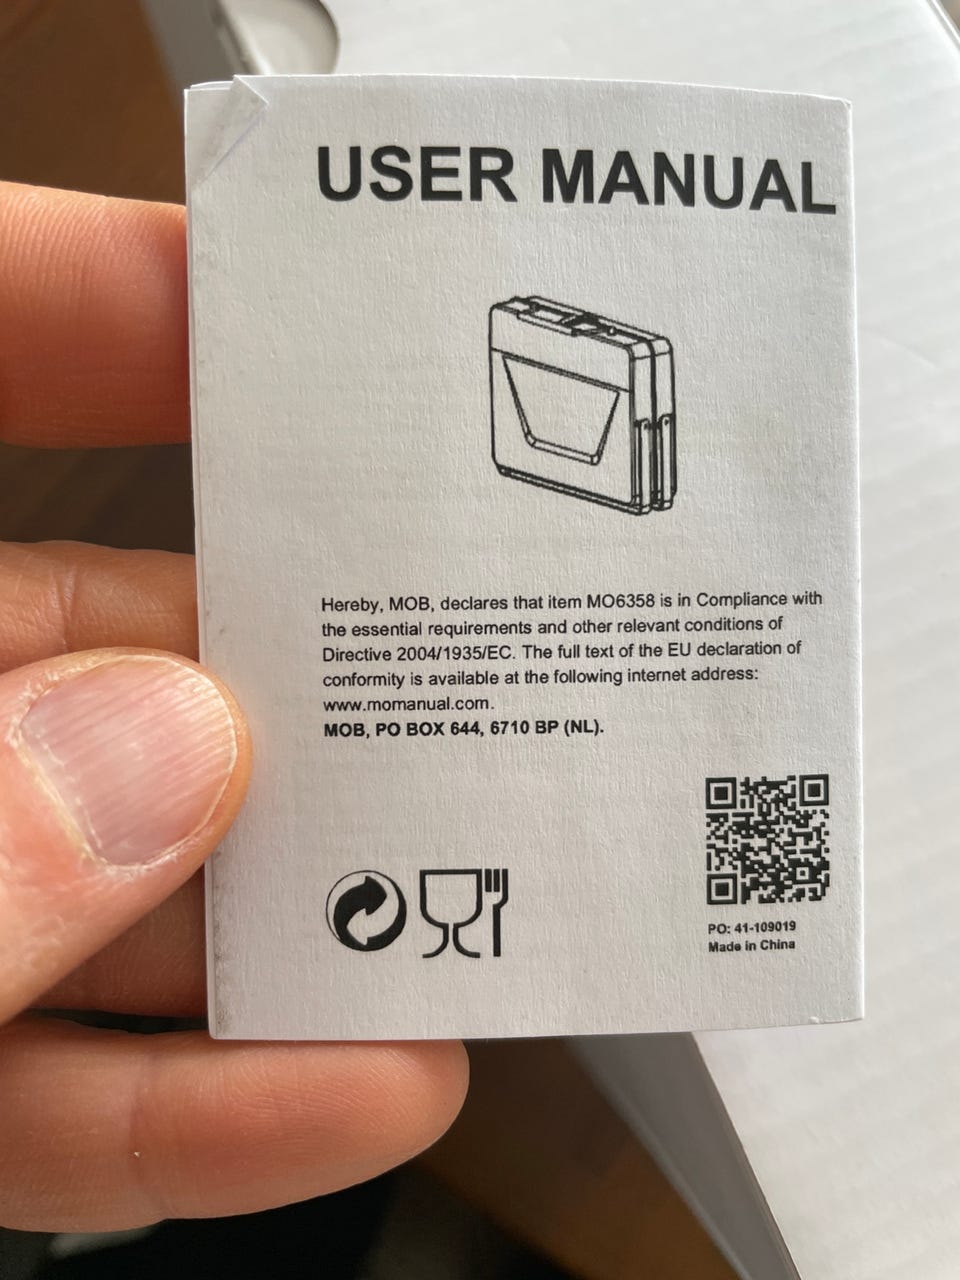 USER MANUAL
Hereby, MOB, declares that item MO6358 is in Compliance with
the essential requirements and other relevant conditions of
Directive 2004/1935/EC. The full text of the EU declaration of
conformity is available at the following internet address:
www.momanual.com.
MOB, PO BOX 644, 6710 BP (NL).
PO: 41-109019
Made in China